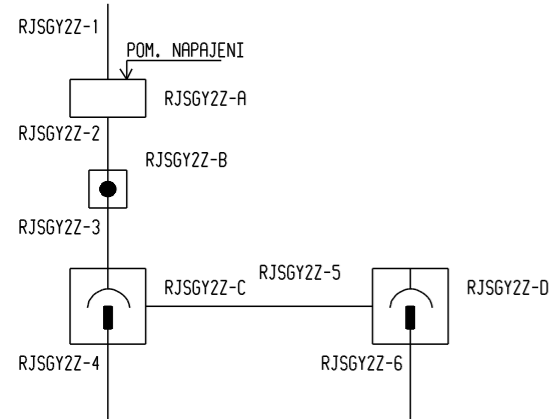 RJSGY2Z-1
POM. NAPAJENI
RJSGY2Z-A
RJSGY2Z-2
RJSGY2Z-B
RJSGY2Z-3
RJSGY2Z-5
RJSGY2Z-C
RJSGY2Z-D
RJSGY2Z-4
RJSGY2Z-6